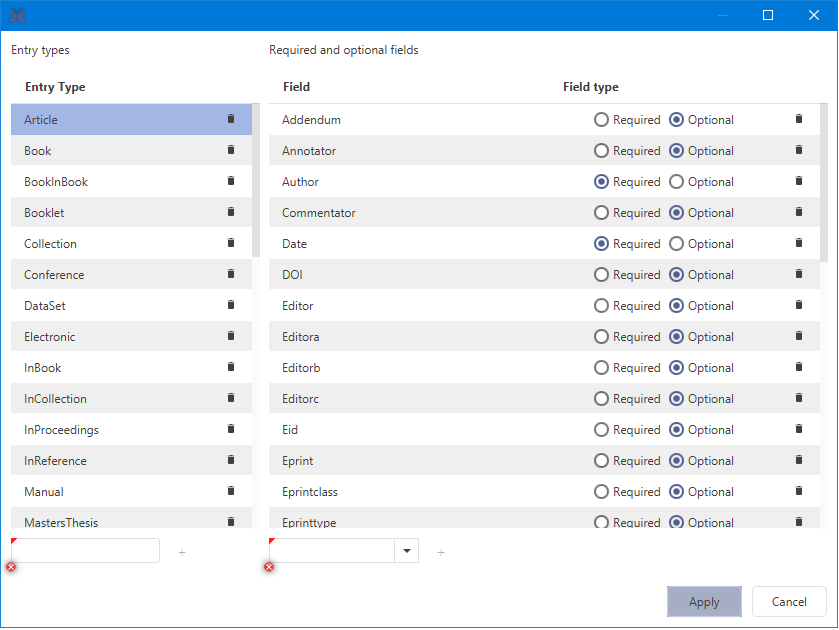 Entry types Required and optional fields
Entry Type Field Field type
Article Addendum Required Optional
Book Annotator Required Optional
BookInBook Author Required Optional
Booklet Commentator Required Optional
Collection Date Required Optional
Conference DOI Required Optional
DataSet Editor Required Optional
Electronic Editora Required Optional
InBook Editorb Required Optional
InCollection Editorc Required Optional
InProceedings Eid Required Optional
InReference Eprint Required Optional
Manual Eprintclass Required Optional
MastersThesis Eprinttype Required Optional
+ +
Apply Cancel